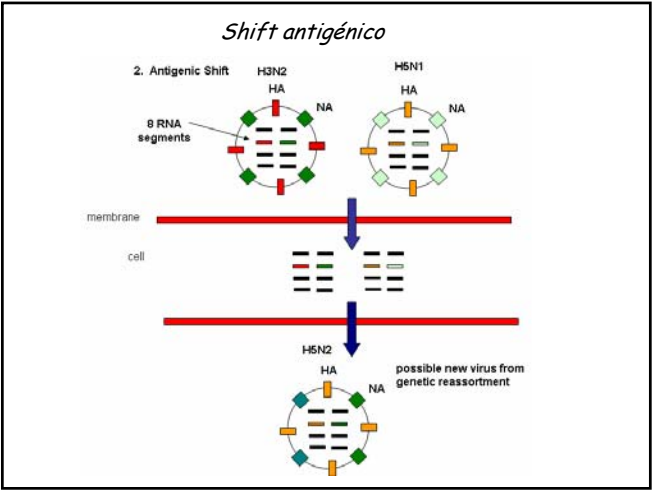 Shift antigénico
2. Antigenic Shift
H3N2
H5N1
HA
HA
NA
NA
8 RNA
segments
membrane
cell
H5N2
HA
NA
possible new virus from
genetic reassortment